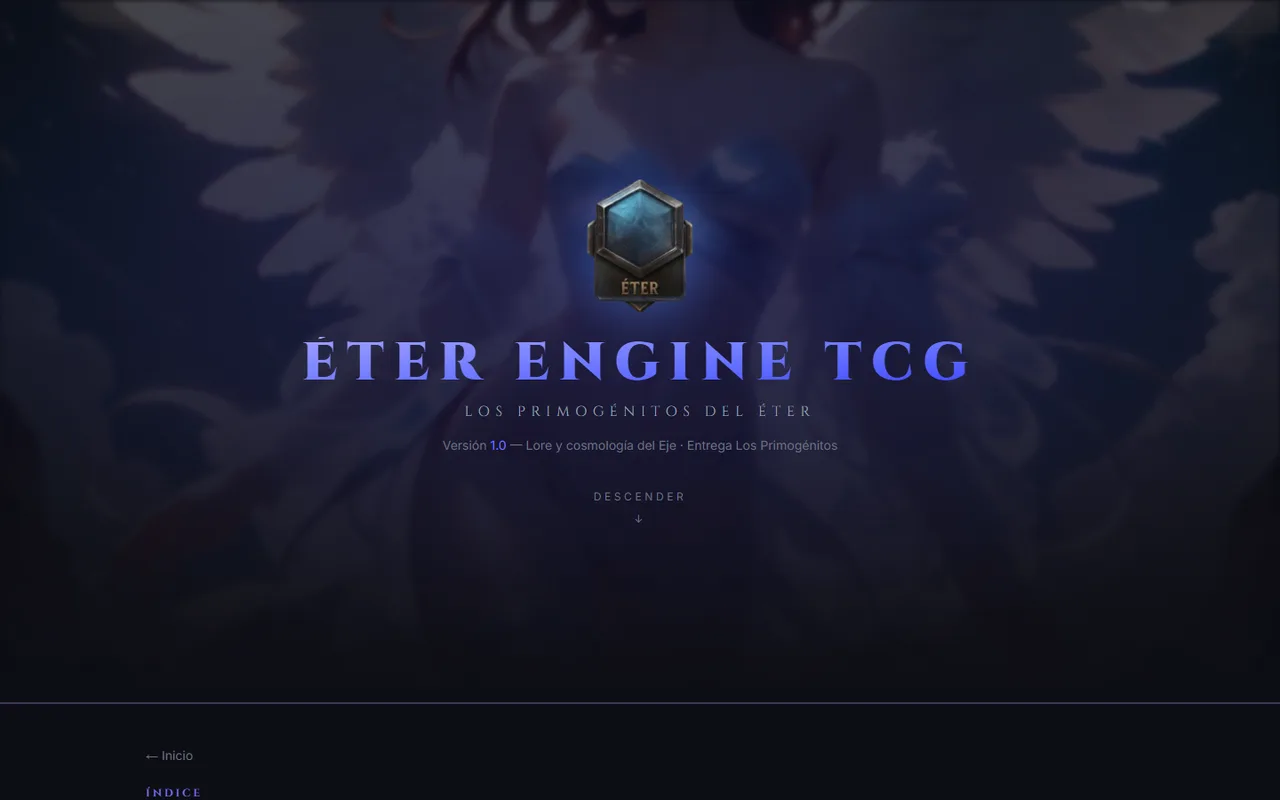 ÉTER
ÉTER ENGINE TCG
LOS PRIMOGÉNITOS DEL ÉTER
Versión 1.0 — Lore y cosmología del Eje · Entrega Los Primogénitos
DESCENDER
↓
← Inicio
ÍNDICE